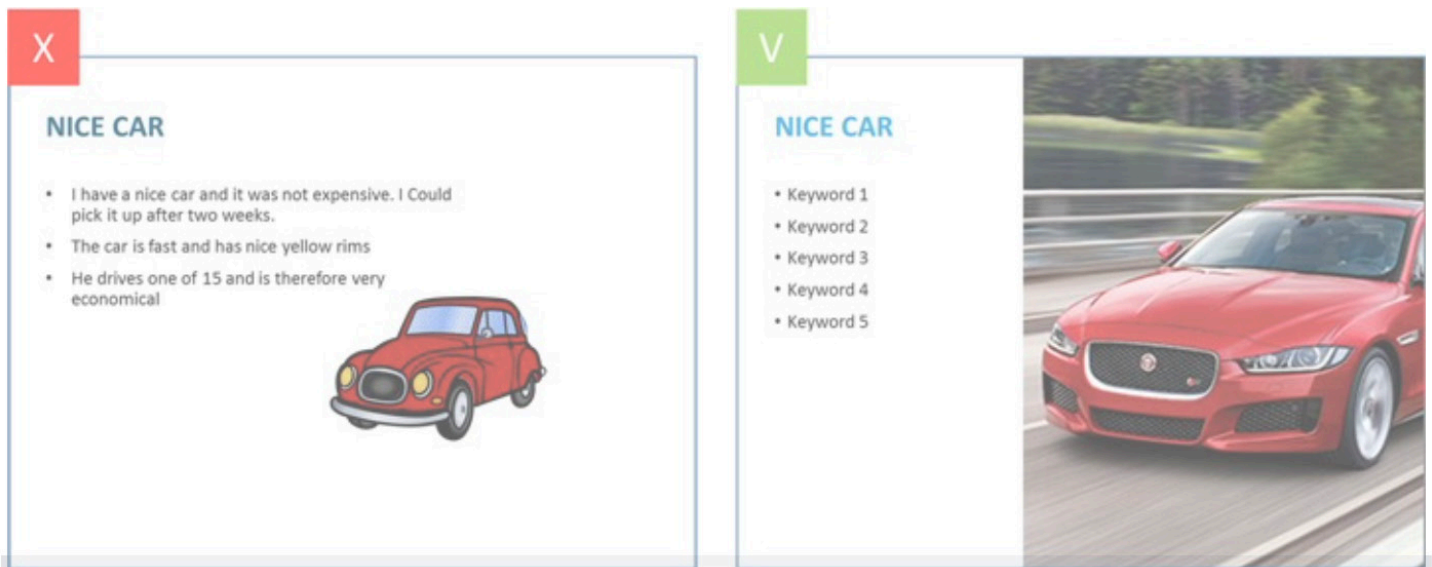 X
NICE CAR
• I have a nice car and it was not expensive. I Could
pick it up after two weeks.
• The car is fast and has nice yellow rims
• He drives one of 15 and is therefore very
economical
V
NICE CAR
• Keyword 1
• Keyword 2
• Keyword 3
• Keyword 4
• Keyword 5